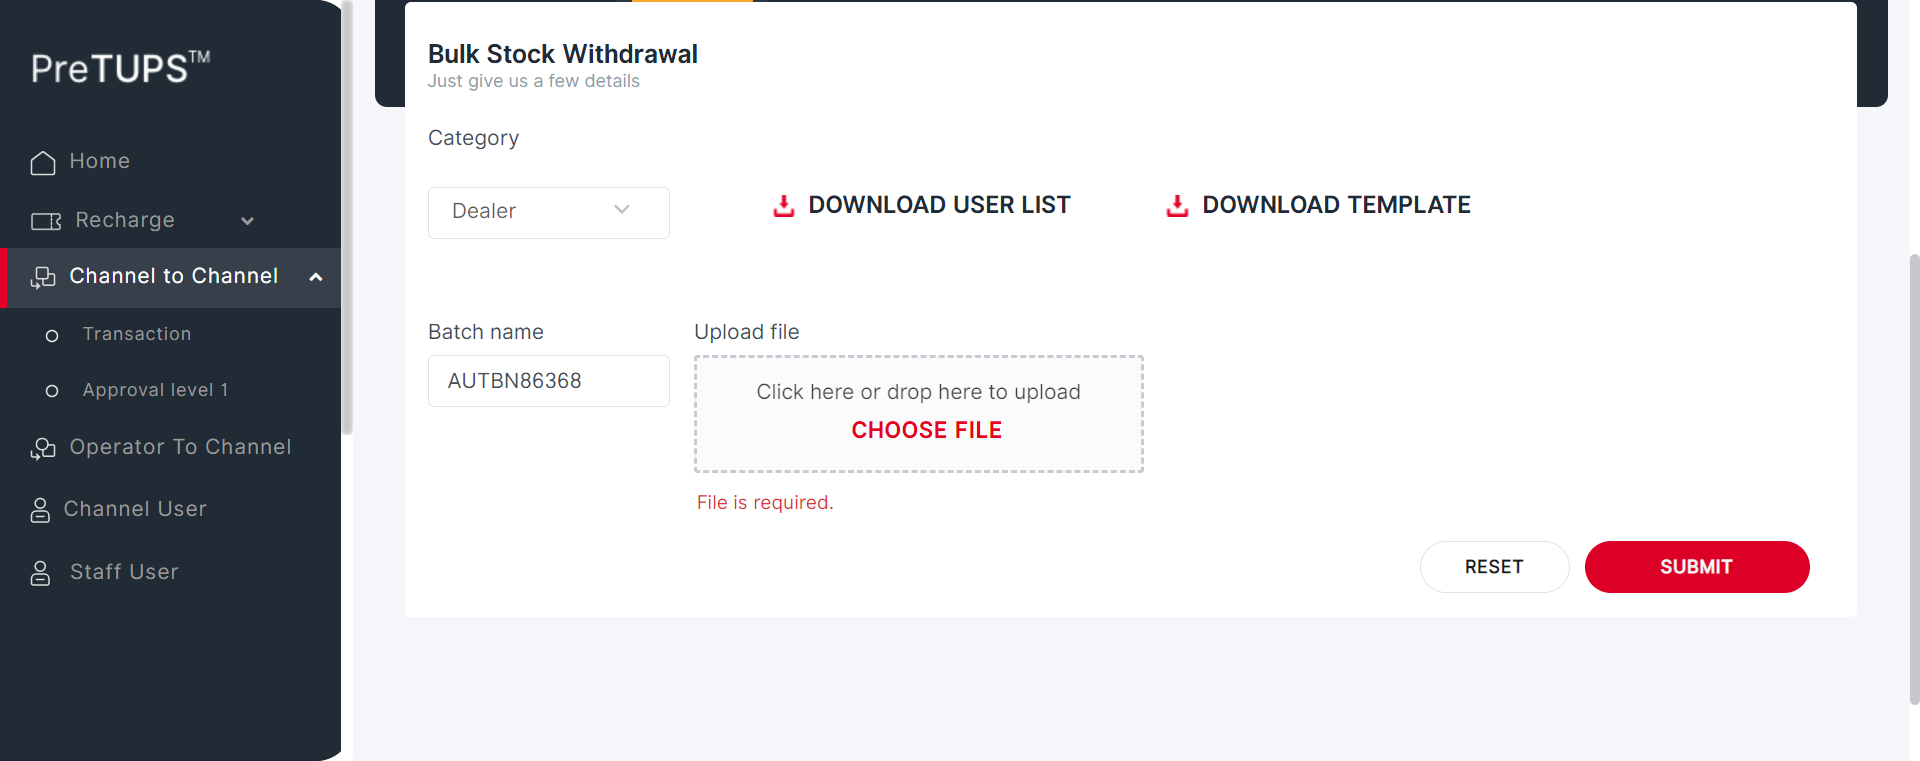 PreTUPS™
Home
Recharge
Channel to Channel
Transaction
Approval level 1
Operator To Channel
Channel User
Staff User
Bulk Stock Withdrawal
Just give us a few details
Category
Dealer
DOWNLOAD USER LIST
DOWNLOAD TEMPLATE
Batch name
Upload file
AUTBN86368
Click here or drop here to upload
CHOOSE FILE
File is required.
RESET
SUBMIT